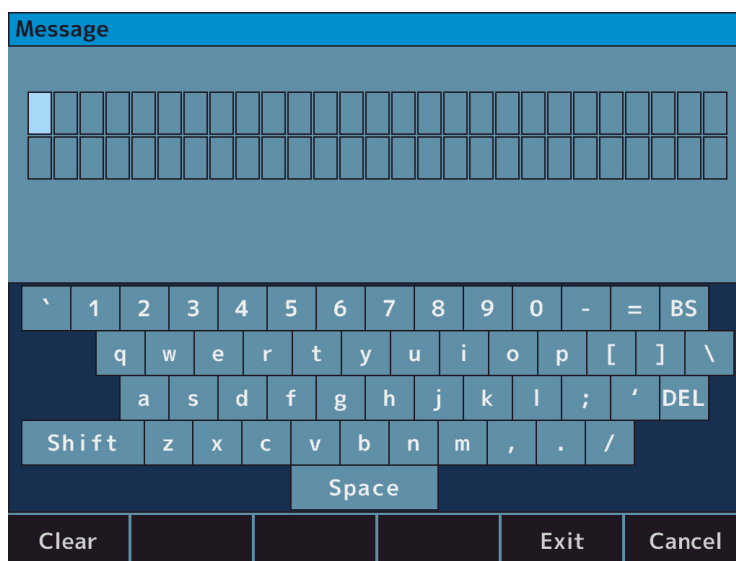 Message
` 1 2 3 4 5 6 7 8 9 0 - = BS
q w e r t y u i o p [ ] \
a s d f g h j k l ; ‘ DEL
Shift z x c v b n m , . /
Space
Clear Exit Cancel